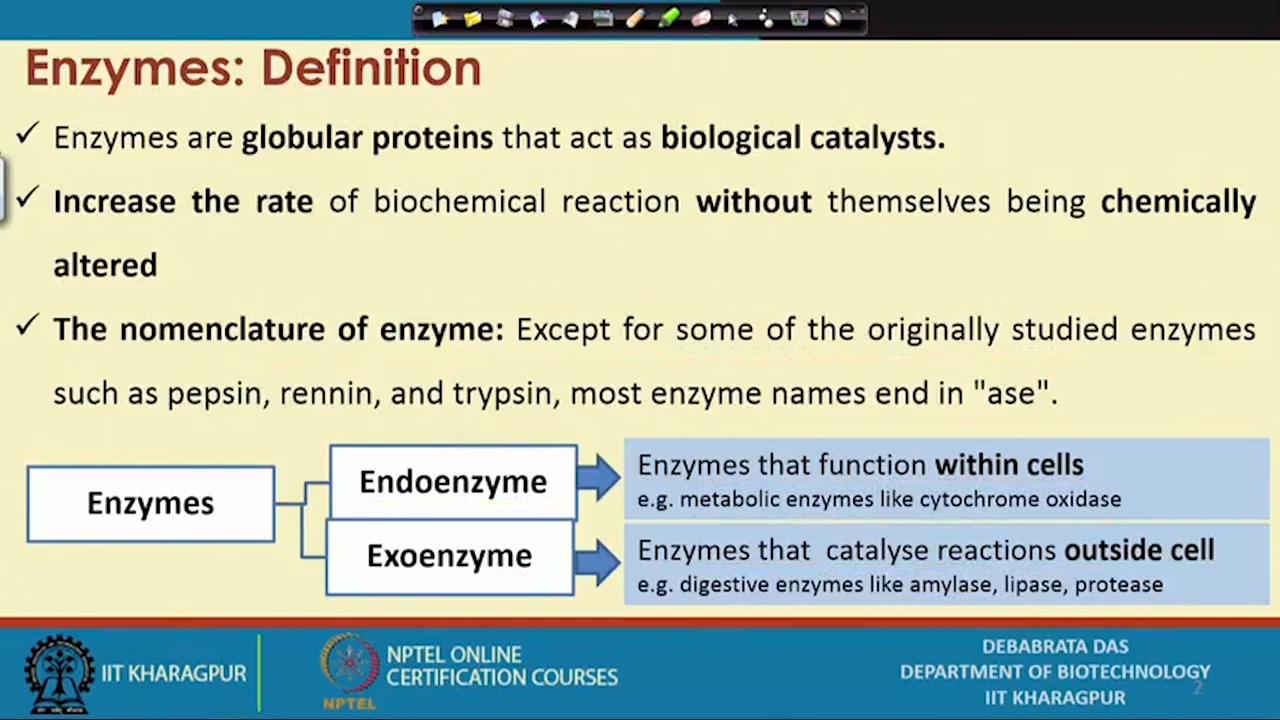 Enzymes: Definition
✓ Enzymes are globular proteins that act as biological catalysts.
✓ Increase the rate of biochemical reaction without themselves being chemically
altered
✓ The nomenclature of enzyme: Except for some of the originally studied enzymes
such as pepsin, rennin, and trypsin, most enzyme names end in "ase".
Enzymes
Endoenzyme
Enzymes that function within cells
e.g. metabolic enzymes like cytochrome oxidase
Exoenzyme
Enzymes that catalyse reactions outside cell
e.g. digestive enzymes like amylase, lipase, protease
IIT KHARAGPUR
NPTEL
NPTEL ONLINE
CERTIFICATION COURSES
DEBABRATA DAS
DEPARTMENT OF BIOTECHNOLOGY
IIT KHARAGPUR
2